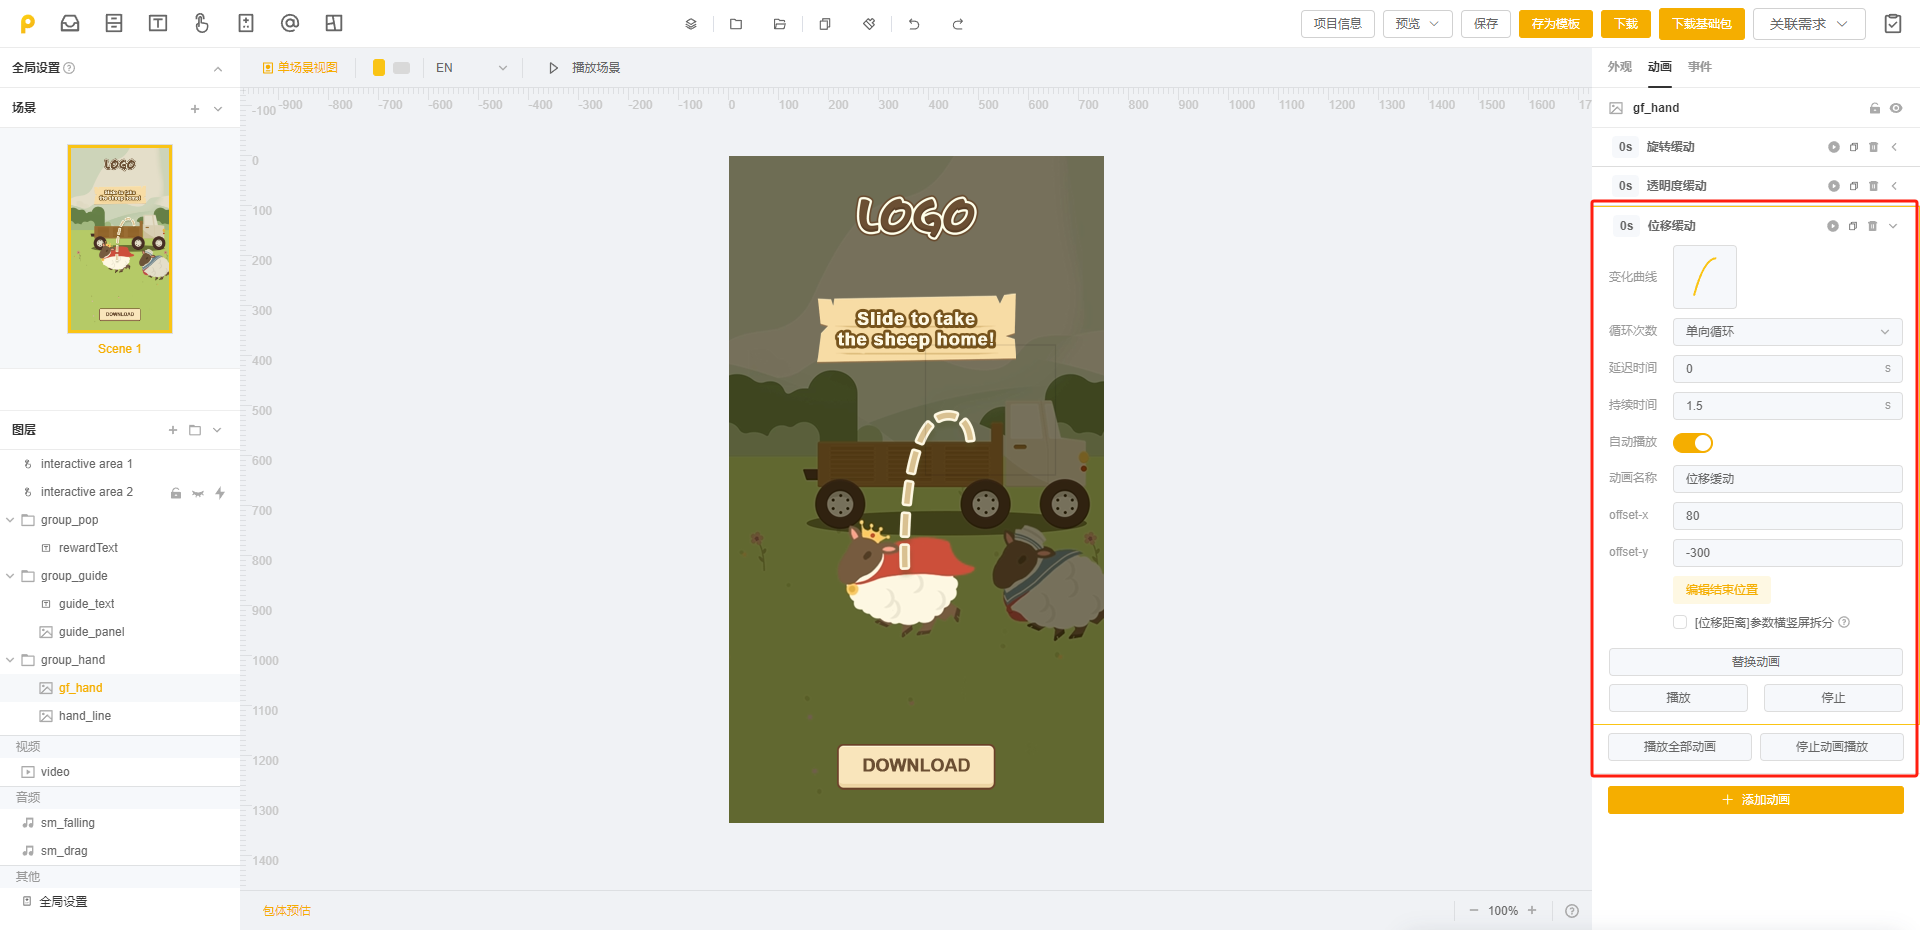 项目信息
预览
保存
存为模板
下载
下载基础包
关联需求
全局设置
单场景视图
EN
播放场景
外观 动画 事件
-900 -800 -700 -600 -500 -400 -300 -200 -100 0 100 200 300 400 500 600 700 800 900 1000 1100 1200 1300 1400 1500 1600 17
-100
0
100
200
300
400
500
600
700
800
900
1000
1100
1200
1300
1400
场景
LOGO
Slide to take
the sheep home!
DOWNLOAD
Scene 1
图层
interactive area 1
interactive area 2
group_pop
rewardText
group_guide
guide_text
guide_panel
group_hand
gf_hand
hand_line
视频
video
音频
sm_falling
sm_drag
其他
全局设置
LOGO
Slide to take
the sheep home!
DOWNLOAD
包体预估
100%
gf_hand
0s 旋转缓动
0s 透明度缓动
0s 位移缓动
变化曲线
循环次数 单向循环
延迟时间 0 s
持续时间 1.5 s
自动播放
动画名称 位移缓动
offset-x 80
offset-y -300
编辑结束位置
[位移距离]参数横竖屏拆分
替换动画
播放 停止
播放全部动画 停止动画播放
+ 添加动画